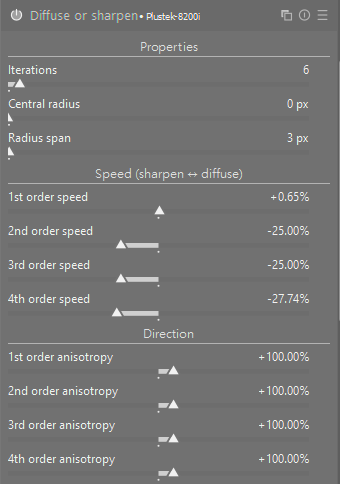 Diffuse or sharpen • Plustek-8200i
Properties
Iterations 6
Central radius 0 px
Radius span 3 px
Speed (sharpen ↔ diffuse)
1st order speed +0.65%
2nd order speed -25.00%
3rd order speed -25.00%
4th order speed -27.74%
Direction
1st order anisotropy +100.00%
2nd order anisotropy +100.00%
3rd order anisotropy +100.00%
4th order anisotropy +100.00%